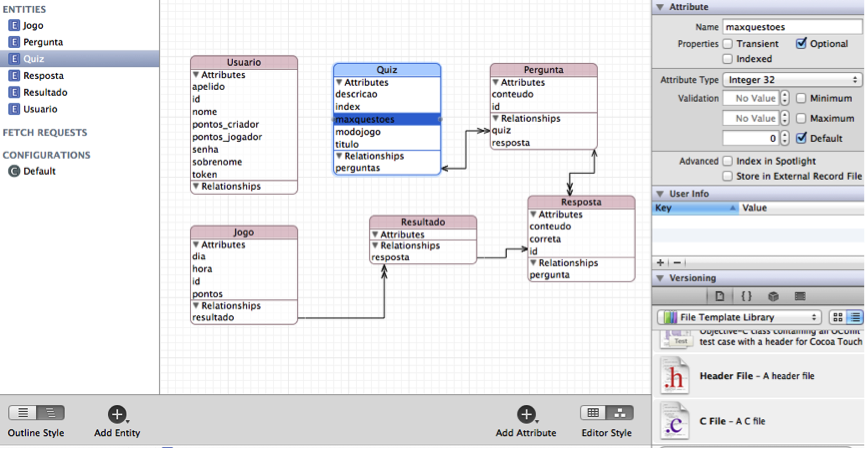 ENTITIES
E Jogo
E Pergunta
E Quiz
E Resposta
E Resultado
E Usuario
FETCH REQUESTS
CONFIGURATIONS
C Default
Usuario
Attributes
apelido
id
nome
pontos_criador
pontos_jogador
senha
sobrenome
token
Relationships
Quiz
Attributes
descricao
index
maxquestoes
modojogo
titulo
Relationships
perguntas
Pergunta
Attributes
conteudo
id
Relationships
quiz
resposta
Jogo
Attributes
dia
hora
id
pontos
Relationships
resultado
Resultado
Attributes
Relationships
resposta
Resposta
Attributes
conteudo
correta
id
Relationships
pergunta
Outline Style
Add Entity
Add Attribute
Editor Style
Attribute
Name maxquestoes
Properties Transient Optional
Indexed
Attribute Type Integer 32
Validation No Value Minimum
No Value Maximum
0 Default
Advanced Index in Spotlight
Store in External Record File
User Info
Key Value
Versioning
{ }
File Template Library
Objective-C class containing an OCUnit
test case with a header for Cocoa Touch
Test
.h Header File – A header file
.c C File – A C file